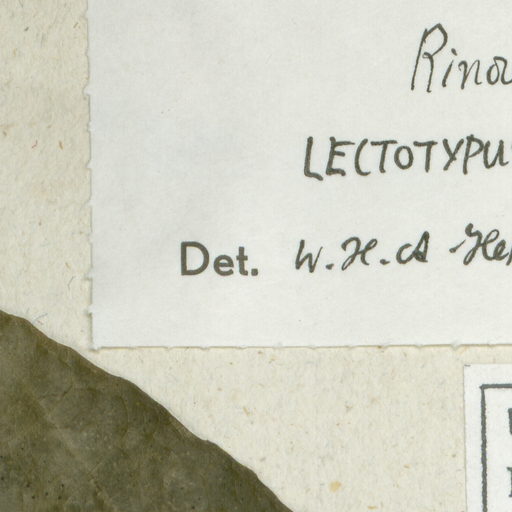 Rino
LECTOTYPU
Det. W. H. A. He